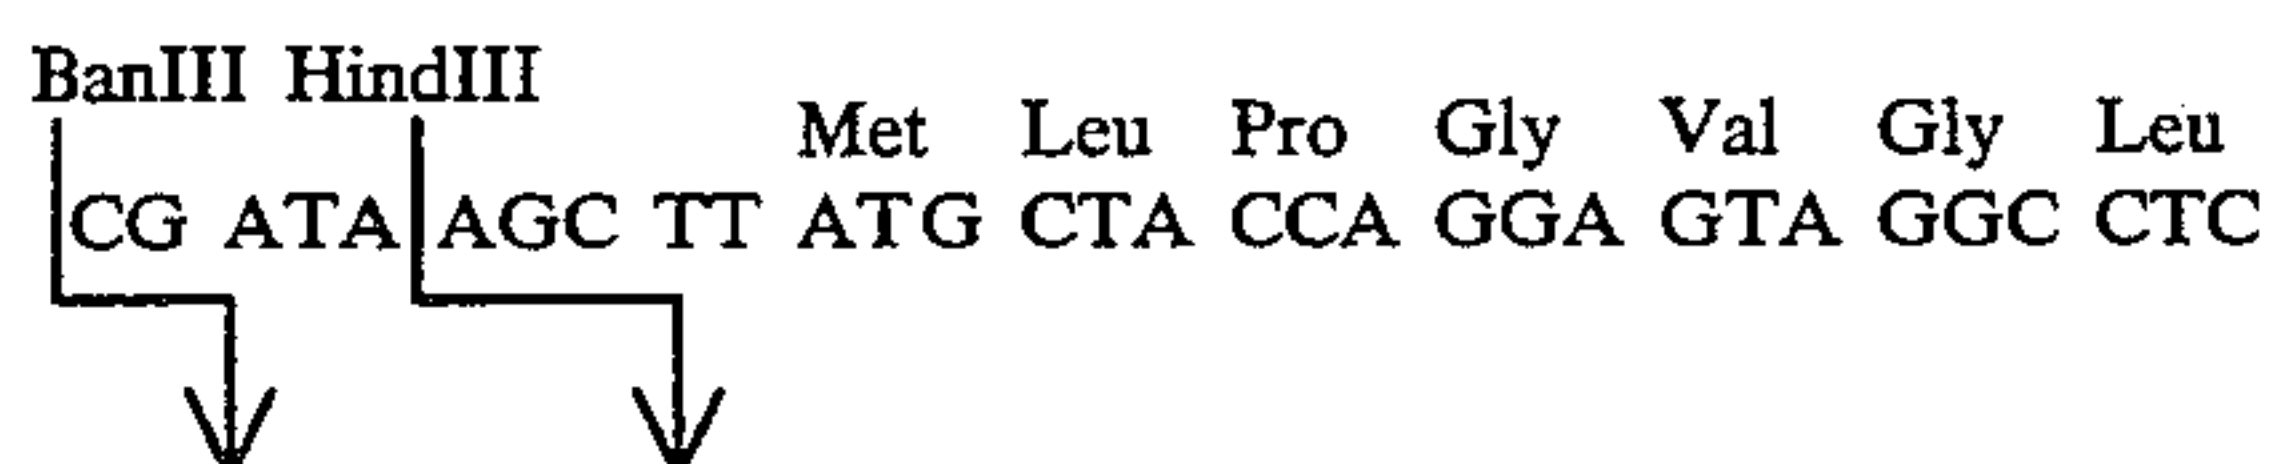 BanIII HindIII
Met Leu Pro Gly Val Gly Leu
CG ATA AGC TT ATG CTA CCA GGA GTA GGC CTC